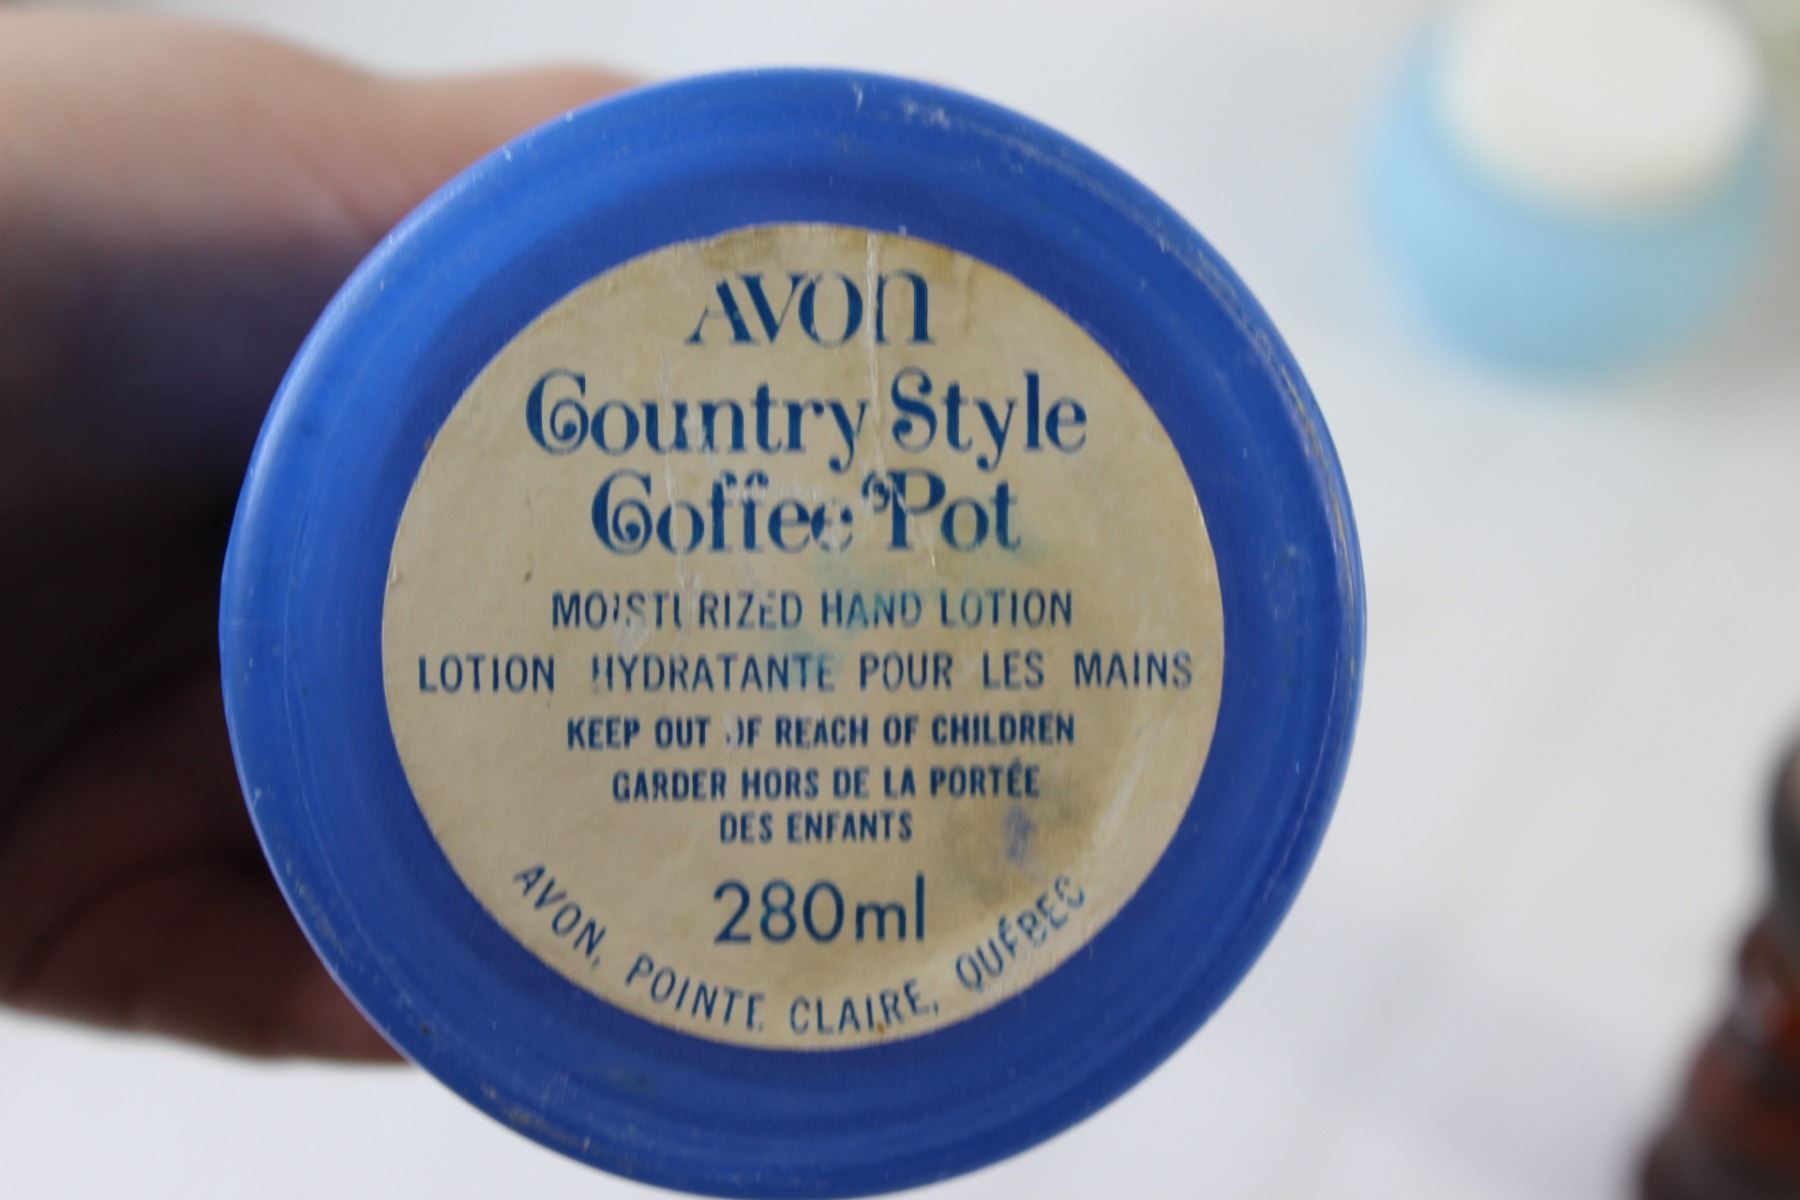 AVON
Country Style
Coffee Pot
MOISTURIZED HAND LOTION
LOTION HYDRATANTE POUR LES MAINS
KEEP OUT OF REACH OF CHILDREN
GARDER HORS DE LA PORTÉE
DES ENFANTS
280ml
AVON, POINTE CLAIRE, QUÉBEC